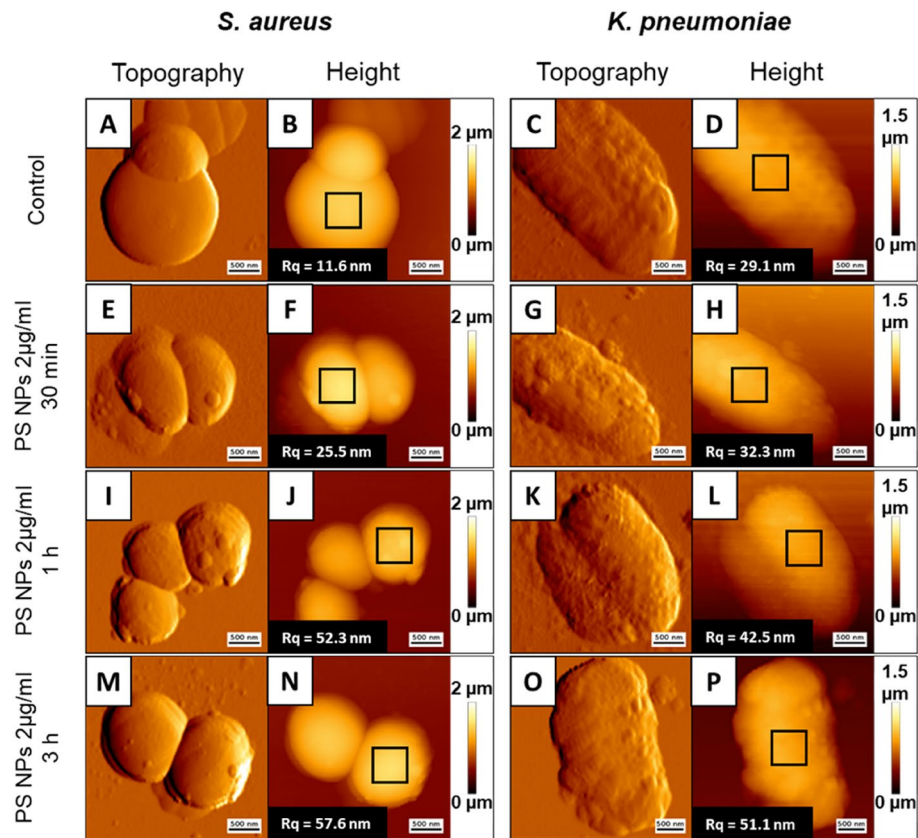 S. aureus K. pneumoniae
Topography Height Topography Height
Control
A B 2 µm 0 µm C D 1.5 µm 0 µm
500 nm Rq = 11.6 nm 500 nm 500 nm Rq = 29.1 nm 500 nm
PS NPs 2µg/ml
30 min
E F 2 µm 0 µm G H 1.5 µm 0 µm
500 nm Rq = 25.5 nm 500 nm 500 nm Rq = 32.3 nm 500 nm
PS NPs 2µg/ml
1 h
I J 2 µm 0 µm K L 1.5 µm 0 µm
500 nm Rq = 52.3 nm 500 nm 500 nm Rq = 42.5 nm 500 nm
PS NPs 2µg/ml
3 h
M N 2 µm 0 µm O P 1.5 µm 0 µm
500 nm Rq = 57.6 nm 500 nm 500 nm Rq = 51.1 nm 500 nm